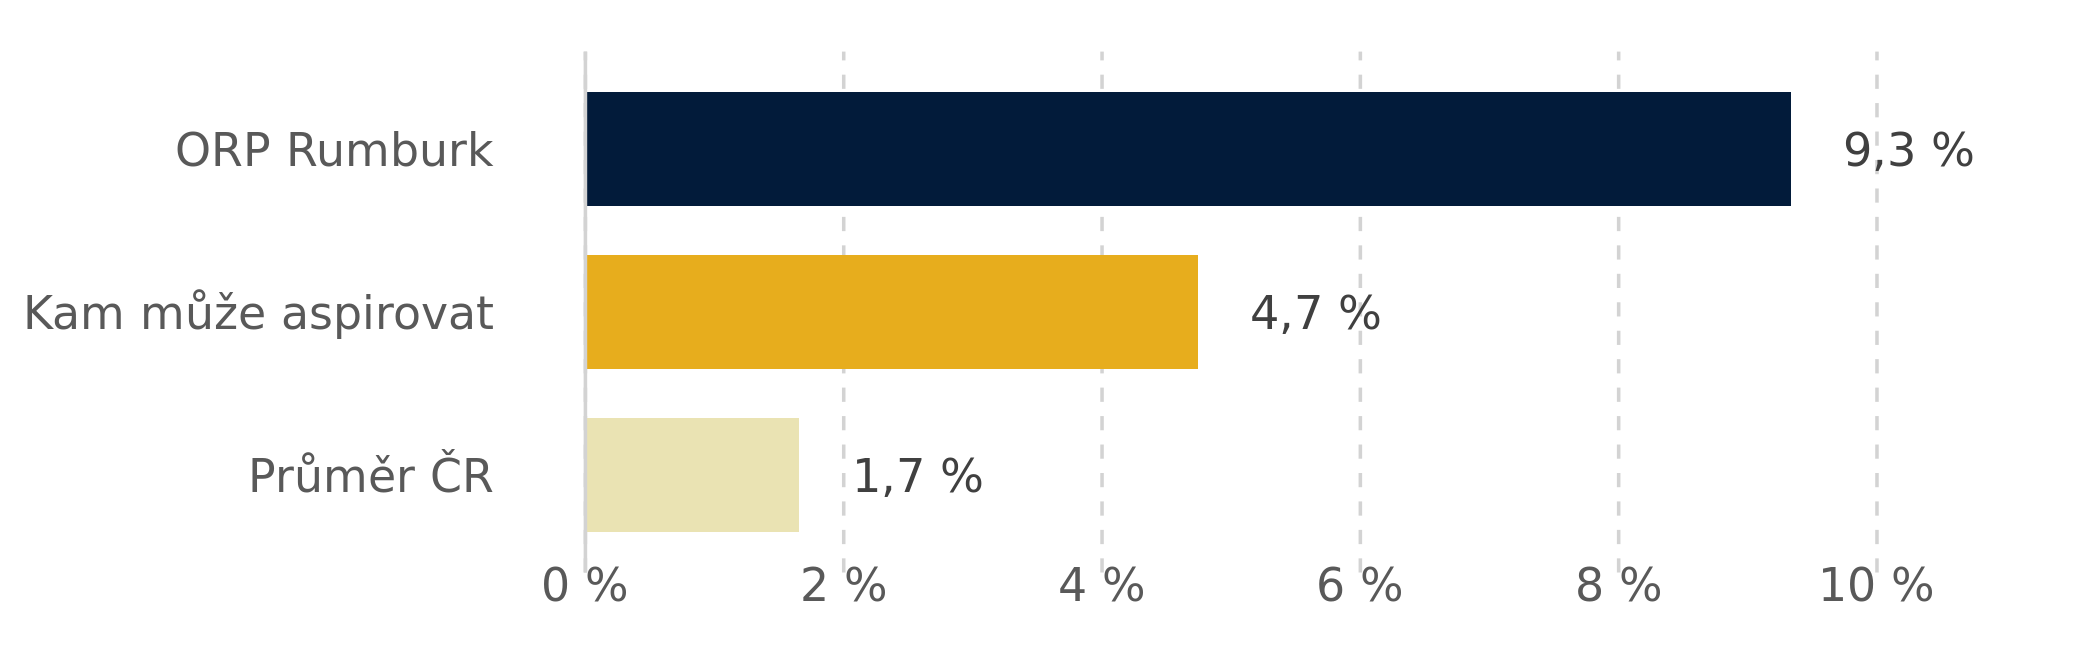 ORP Rumburk 9,3 %
Kam může aspirovat 4,7 %
Průměr ČR 1,7 %
0 % 2 % 4 % 6 % 8 % 10 %